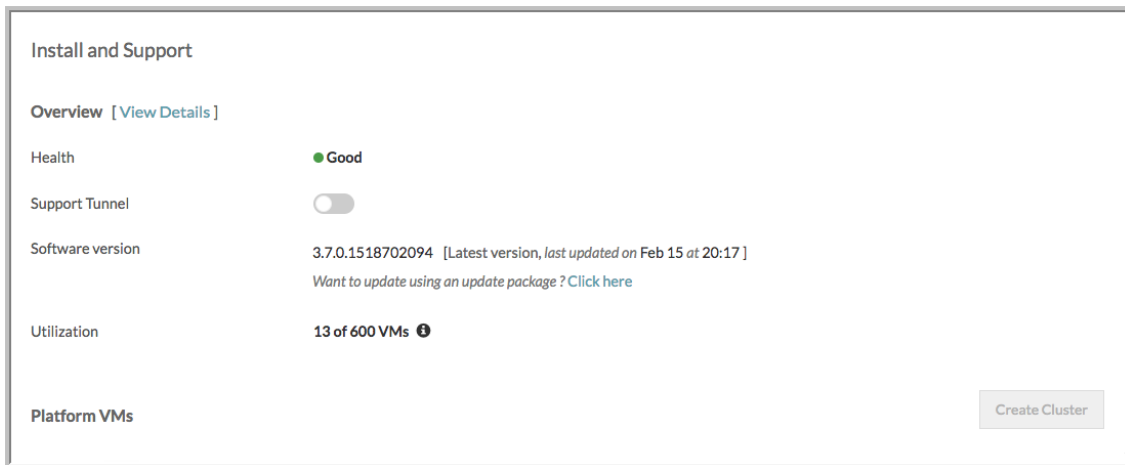 Install and Support
Overview [ View Details ]
Health Good
Support Tunnel
Software version 3.7.0.1518702094 [Latest version, last updated on Feb 15 at 20:17 ]
Want to update using an update package ? Click here
Utilization 13 of 600 VMs
Platform VMs Create Cluster